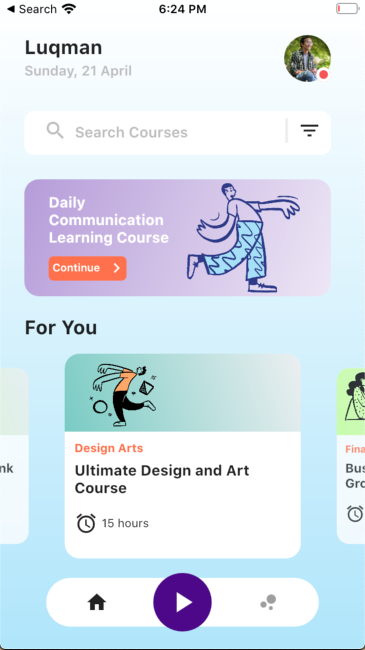 Search
6:24 PM
Luqman
Sunday, 21 April
Search Courses
Daily
Communication
Learning Course
Continue
For You
Design Arts
Ultimate Design and Art
Course
15 hours
nk
Fina
Bus
Gro